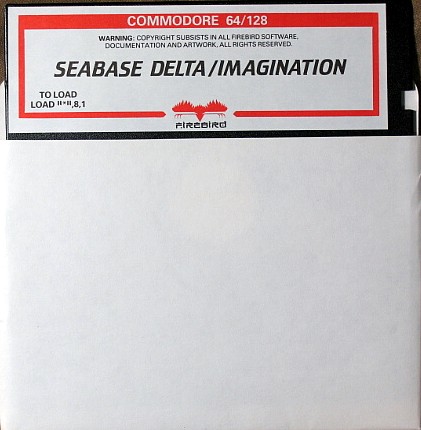 COMMODORE 64/128
WARNING: COPYRIGHT SUBSISTS IN ALL FIREBIRD SOFTWARE,
DOCUMENTATION AND ARTWORK, ALL RIGHTS RESERVED.
SEABASE DELTA/IMAGINATION
TO LOAD
LOAD "*",8,1
FIREBIRD